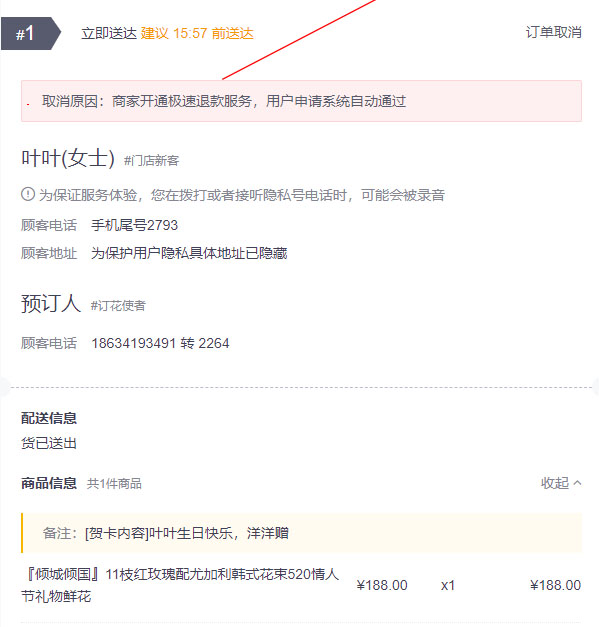 #1 立即送达 建议 15:57 前送达 订单取消
取消原因：商家开通极速退款服务，用户申请系统自动通过
叶叶(女士) #门店新客
为保证服务体验，您在拨打或者接听隐私号电话时，可能会被录音
顾客电话 手机尾号2793
顾客地址 为保护用户隐私具体地址已隐藏
预订人 #订花使者
顾客电话 18634193491 转 2264
配送信息
货已送出
商品信息 共1件商品 收起
备注：[贺卡内容]叶叶生日快乐，洋洋赠
『倾城倾国』11枝红玫瑰配尤加利韩式花束520情人 ¥188.00 x1 ¥188.00
节礼物鲜花